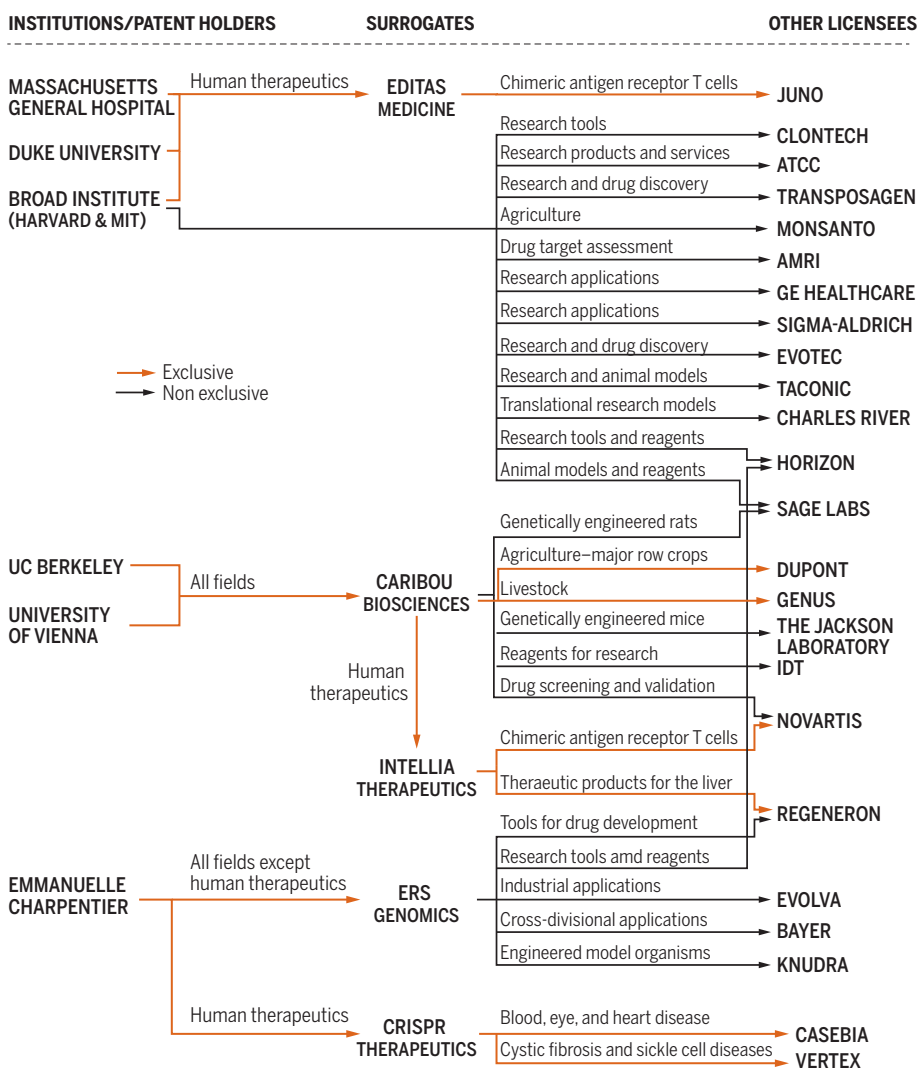 INSTITUTIONS/PATENT HOLDERS
SURROGATES
OTHER LICENSEES
MASSACHUSETTS
GENERAL HOSPITAL
DUKE UNIVERSITY
BROAD INSTITUTE
(HARVARD & MIT)
Human therapeutics
EDITAS
MEDICINE
Chimeric antigen receptor T cells
JUNO
Research tools
CLONTECH
Research products and services
ATCC
Research and drug discovery
TRANSPOSAGEN
Agriculture
MONSANTO
Drug target assessment
AMRI
Research applications
GE HEALTHCARE
Research applications
SIGMA-ALDRICH
Research and drug discovery
EVOTEC
Research and animal models
TACONIC
Translational research models
CHARLES RIVER
Research tools and reagents
HORIZON
Animal models and reagents
SAGE LABS
Exclusive
Non exclusive
UC BERKELEY
UNIVERSITY
OF VIENNA
All fields
CARIBOU
BIOSCIENCES
Genetically engineered rats
Agriculture–major row crops
DUPONT
Livestock
GENUS
Genetically engineered mice
THE JACKSON
LABORATORY
Reagents for research
IDT
Drug screening and validation
NOVARTIS
Human
therapeutics
INTELLIA
THERAPEUTICS
Chimeric antigen receptor T cells
Theraeutic products for the liver
REGENERON
EMMANUELLE
CHARPENTIER
All fields except
human therapeutics
ERS
GENOMICS
Tools for drug development
Research tools amd reagents
Industrial applications
EVOLVA
Cross-divisional applications
BAYER
Engineered model organisms
KNUDRA
Human therapeutics
CRISPR
THERAPEUTICS
Blood, eye, and heart disease
CASEBIA
Cystic fibrosis and sickle cell diseases
VERTEX